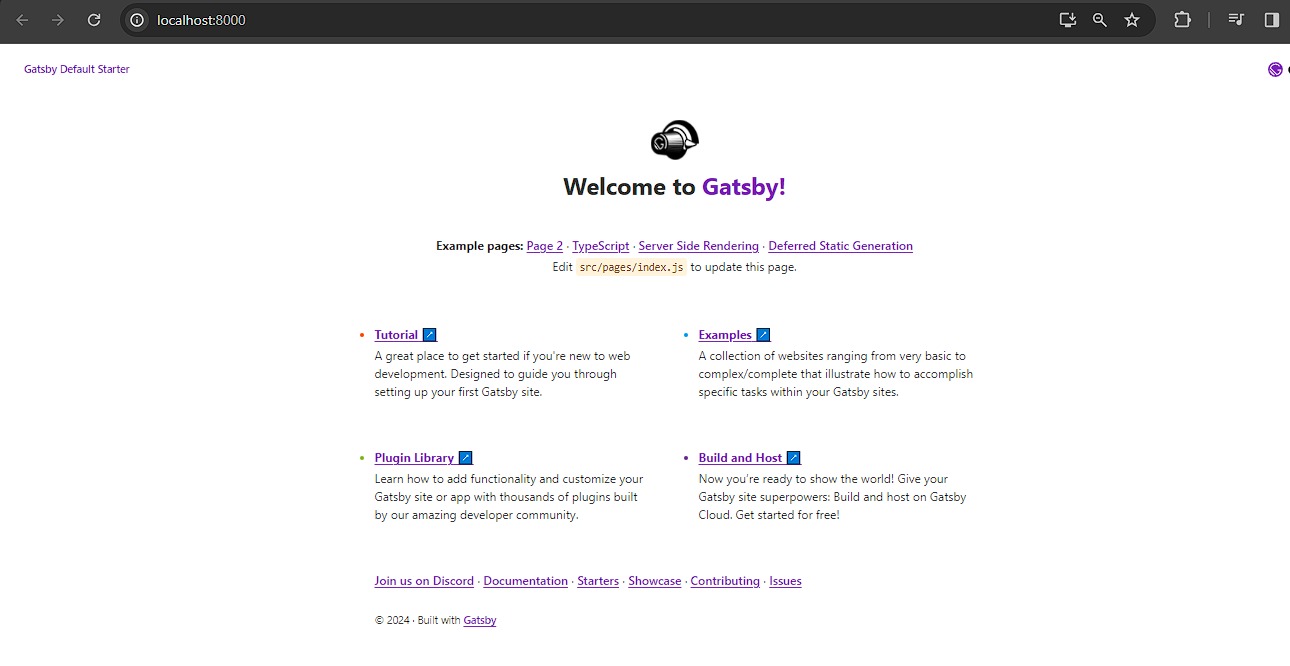 localhost:8000
Gatsby Default Starter
Welcome to Gatsby!
Example pages: Page 2 · TypeScript · Server Side Rendering · Deferred Static Generation
Edit src/pages/index.js to update this page.
Tutorial ↗
A great place to get started if you're new to web
development. Designed to guide you through
setting up your first Gatsby site.
Examples ↗
A collection of websites ranging from very basic to
complex/complete that illustrate how to accomplish
specific tasks within your Gatsby sites.
Plugin Library ↗
Learn how to add functionality and customize your
Gatsby site or app with thousands of plugins built
by our amazing developer community.
Build and Host ↗
Now you're ready to show the world! Give your
Gatsby site superpowers: Build and host on Gatsby
Cloud. Get started for free!
Join us on Discord · Documentation · Starters · Showcase · Contributing · Issues
© 2024 · Built with Gatsby